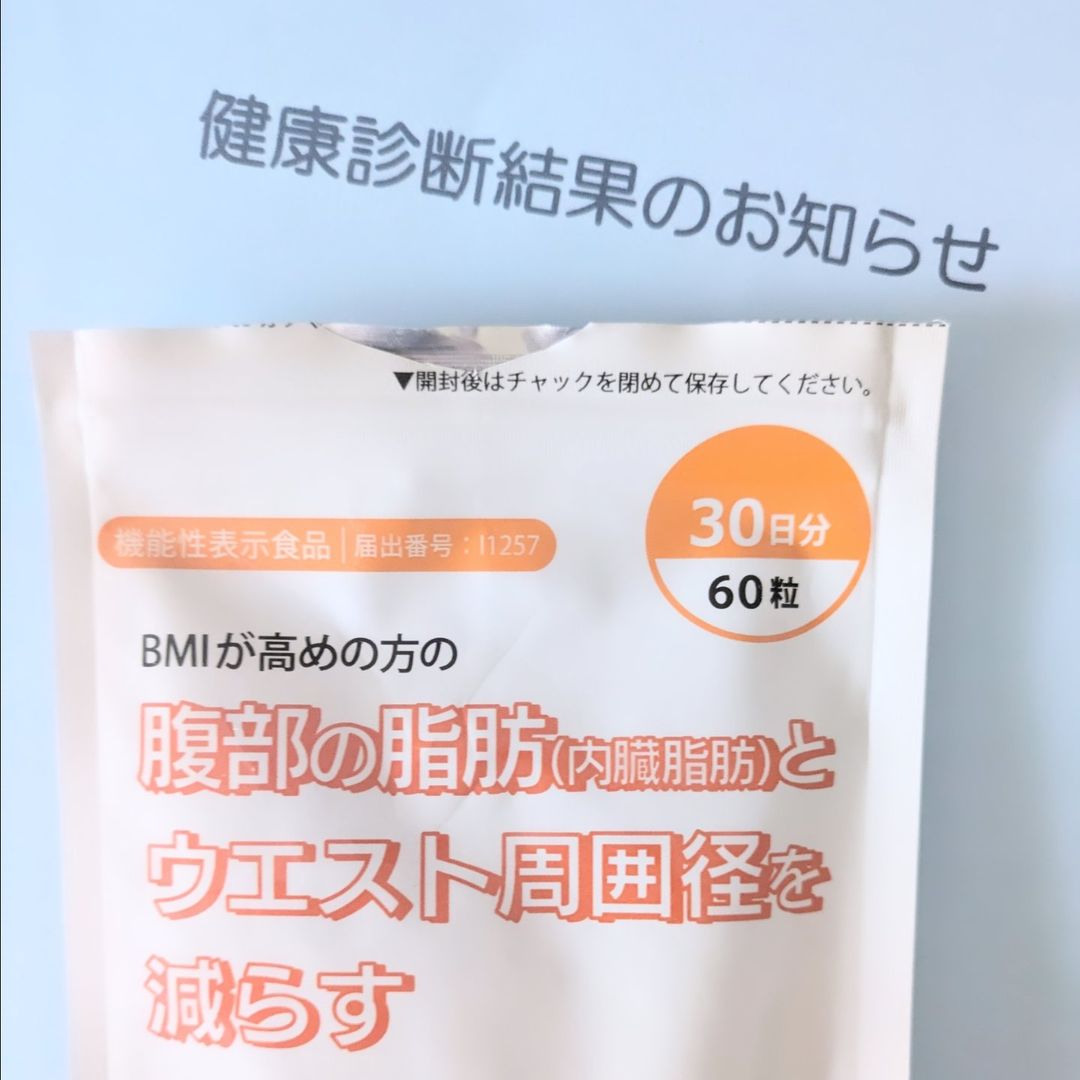 健康診断結果のお知らせ
▼開封後はチャックを閉めて保存してください。
30日分
60粒
機能性表示食品|届出番号：I1257
BMIが高めの方の
腹部の脂肪(内臓脂肪)と
ウエスト周囲径を
減らす